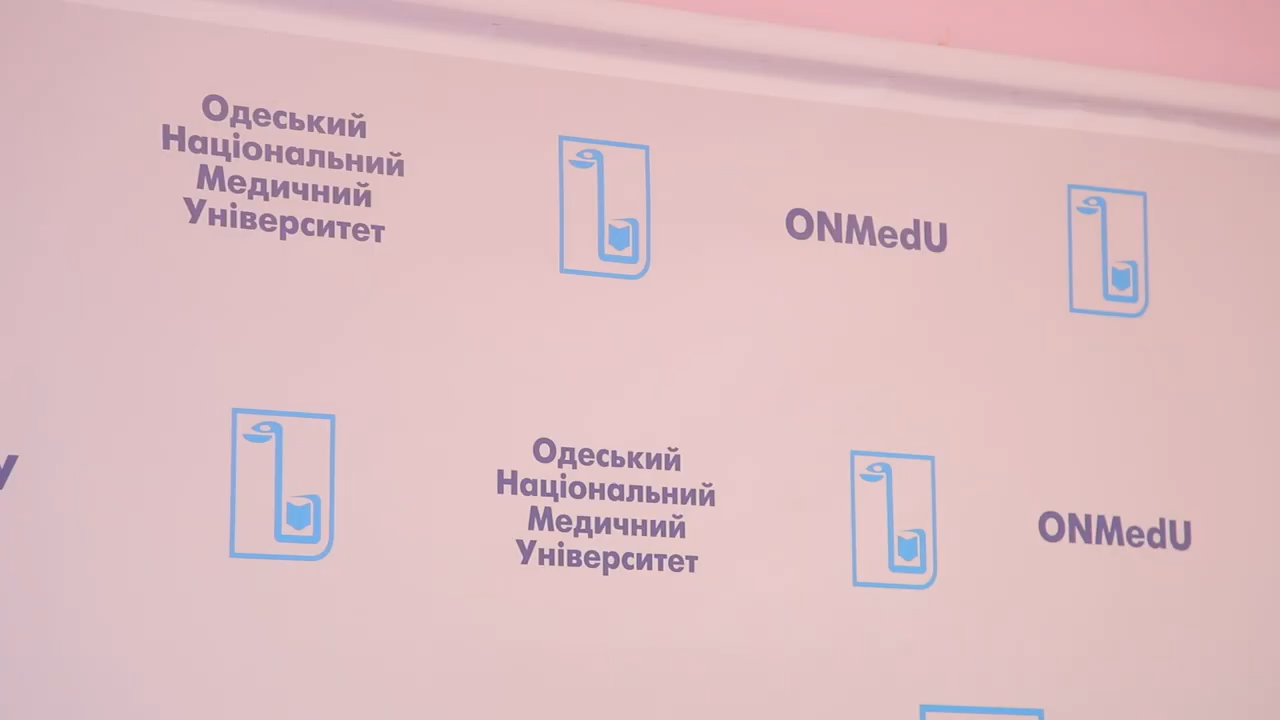 Одеський
Національний
Медичний
Університет
ONMedU
Одеський
Національний
Медичний
Університет
ONMedU